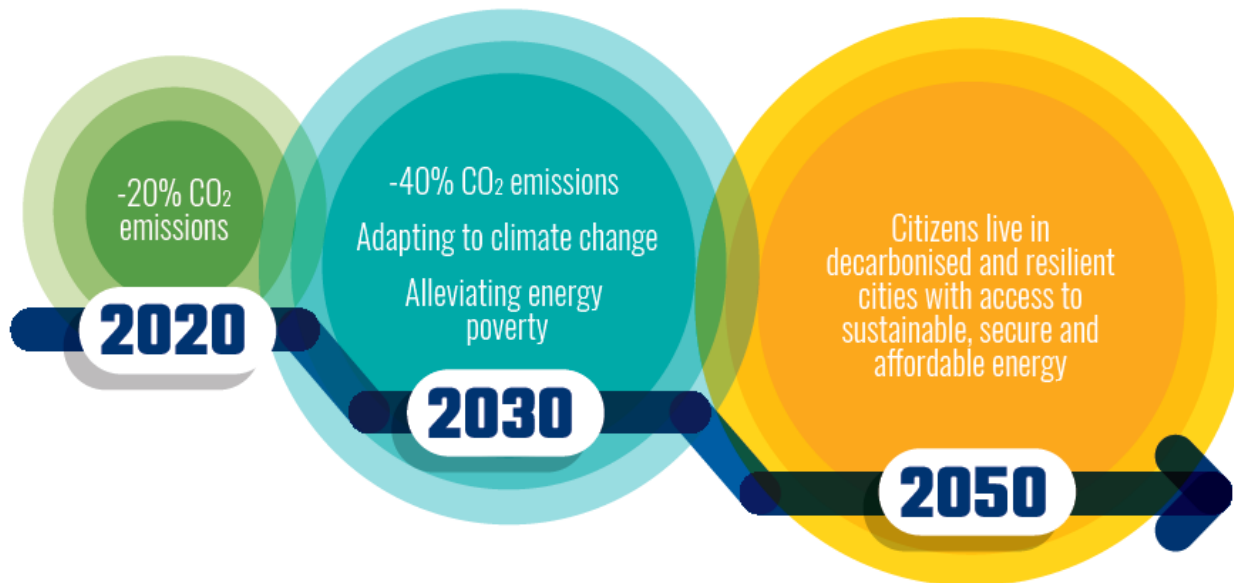 -20% CO₂
emissions
2020
-40% CO₂ emissions
Adapting to climate change
Alleviating energy
poverty
2030
Citizens live in
decarbonised and resilient
cities with access to
sustainable, secure and
affordable energy
2050